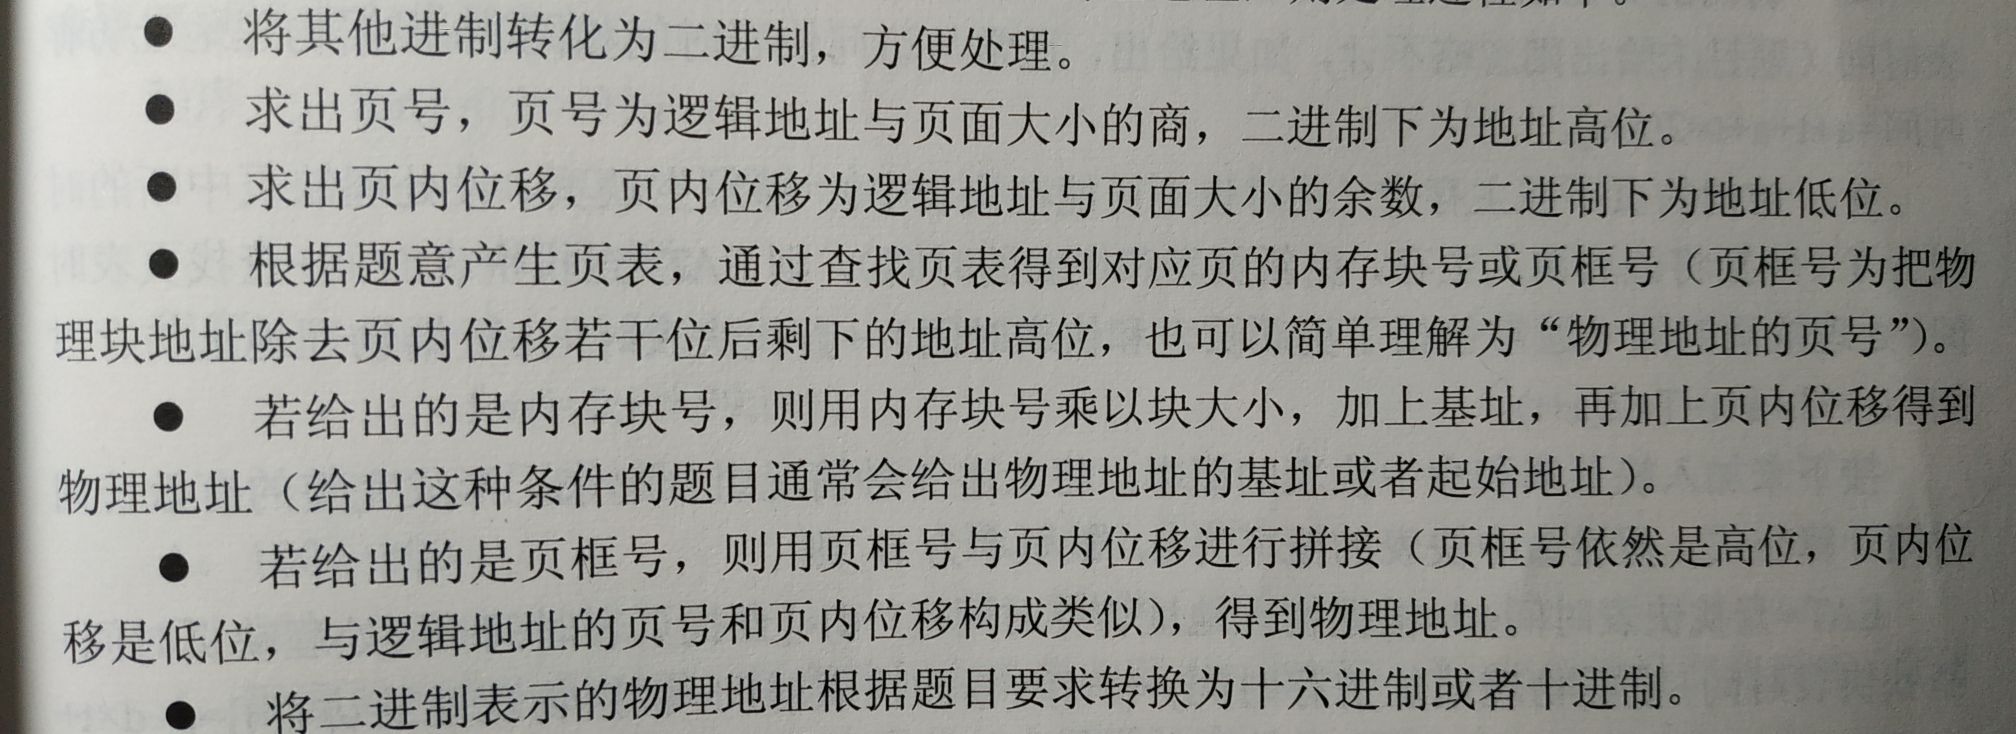 ● 将其他进制转化为二进制，方便处理。
● 求出页号，页号为逻辑地址与页面大小的商，二进制下为地址高位。
● 求出页内位移，页内位移为逻辑地址与页面大小的余数，二进制下为地址低位。
● 根据题意产生页表，通过查找页表得到对应页的内存块号或页框号（页框号为把物
理块地址除去页内位移若干位后剩下的地址高位，也可以简单理解为“物理地址的页号”）。
● 若给出的是内存块号，则用内存块号乘以块大小，加上基址，再加上页内位移得到
物理地址（给出这种条件的题目通常会给出物理地址的基址或者起始地址）。
● 若给出的是页框号，则用页框号与页内位移进行拼接（页框号依然是高位，页内位
移是低位，与逻辑地址的页号和页内位移构成类似），得到物理地址。
● 将二进制表示的物理地址根据题目要求转换为十六进制或者十进制。